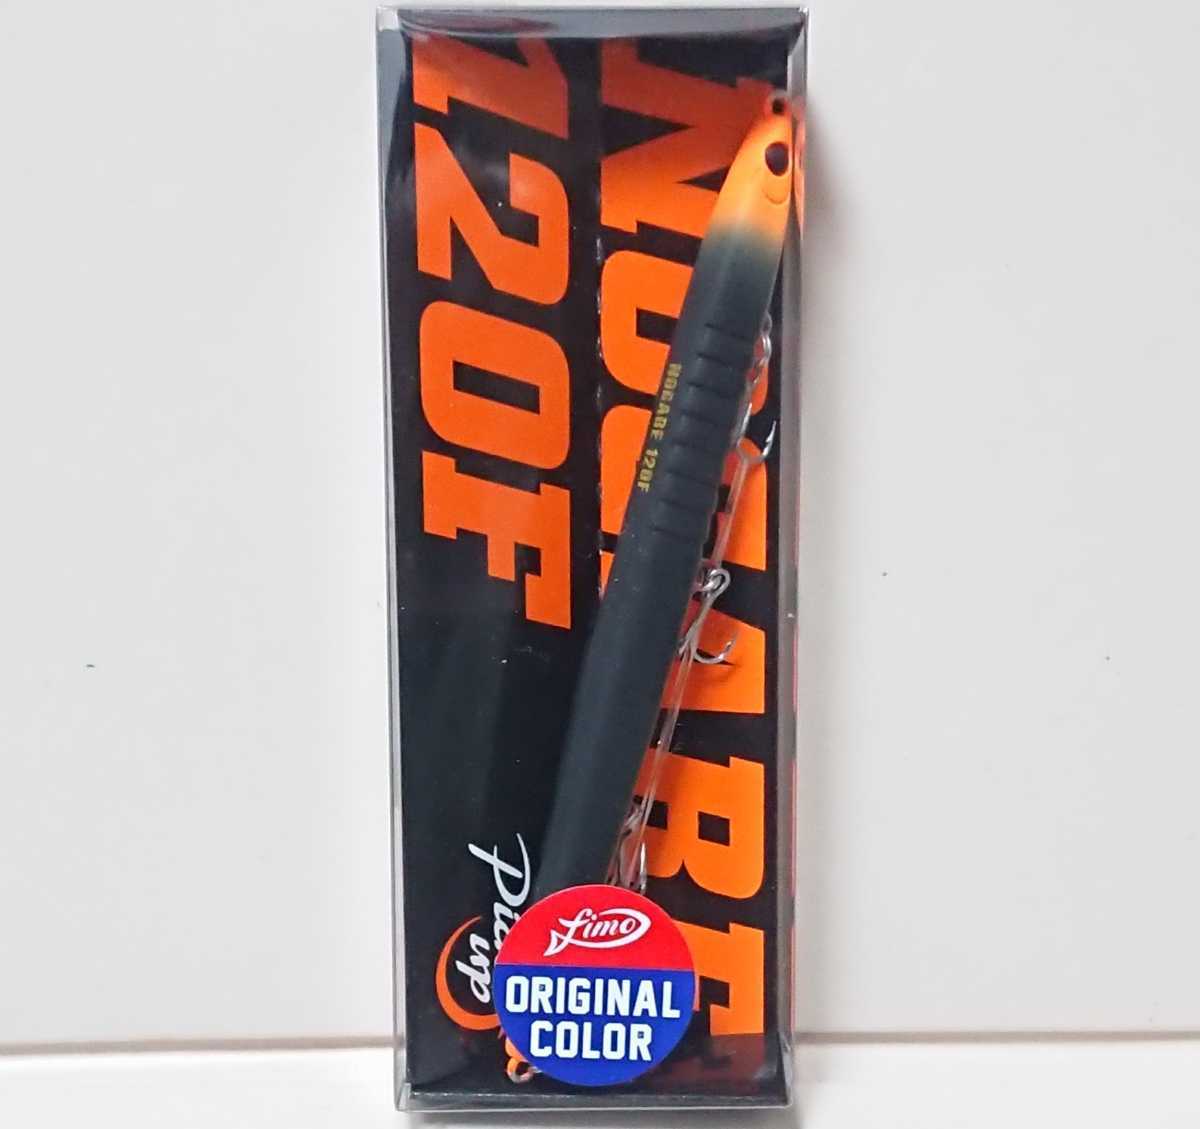 NOGARE
120F
NOGARE 120F
Pick
up
fimo
ORIGINAL
COLOR